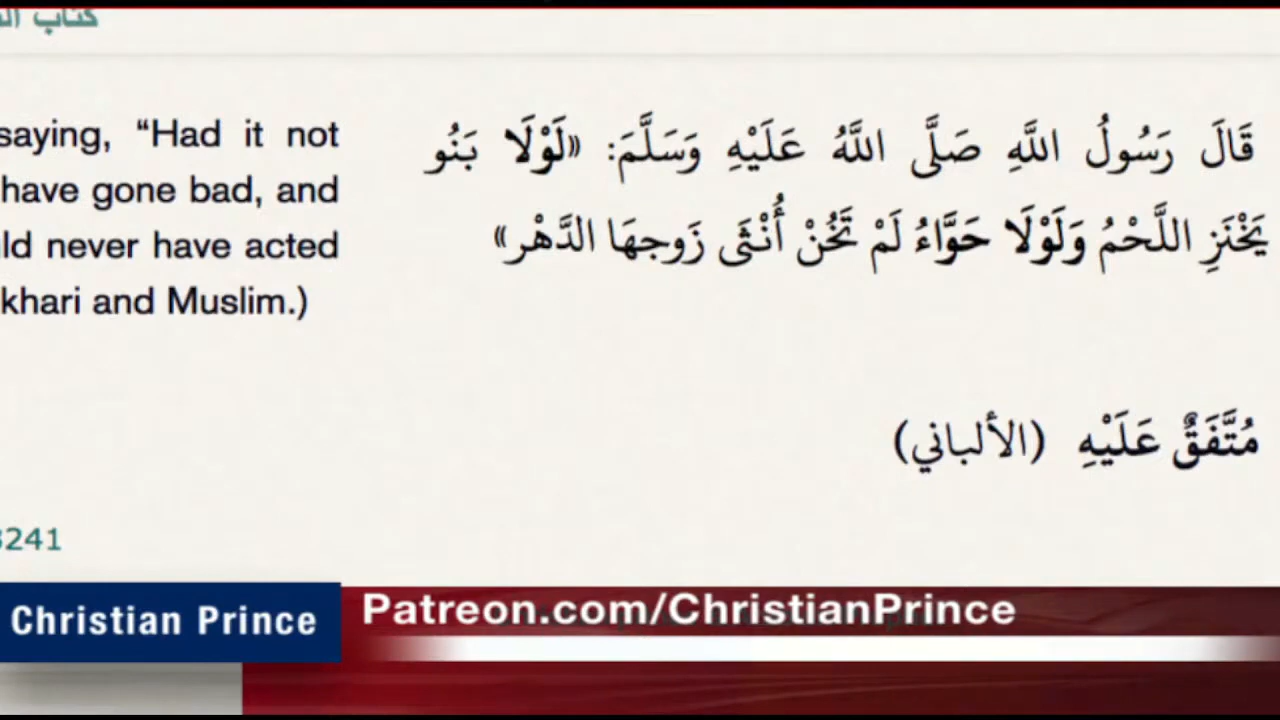 كتاب
saying, “Had it not
have gone bad, and
ld never have acted
khari and Muslim.)
قَالَ رَسُولُ اللَّهِ صَلَّى اللَّهُ عَلَيْهِ وَسَلَّمَ: «لَوْلَا بَنُو
يَخْنَزِ اللَّحْمُ وَلَوْلَا حَوَّاءُ لَمْ تَخُنْ أُنْثَى زَوجهَا الدَّهْر»
مُتَّفَقٌ عَلَيْهِ (الألباني)
3241
Christian Prince
Patreon.com/ChristianPrince